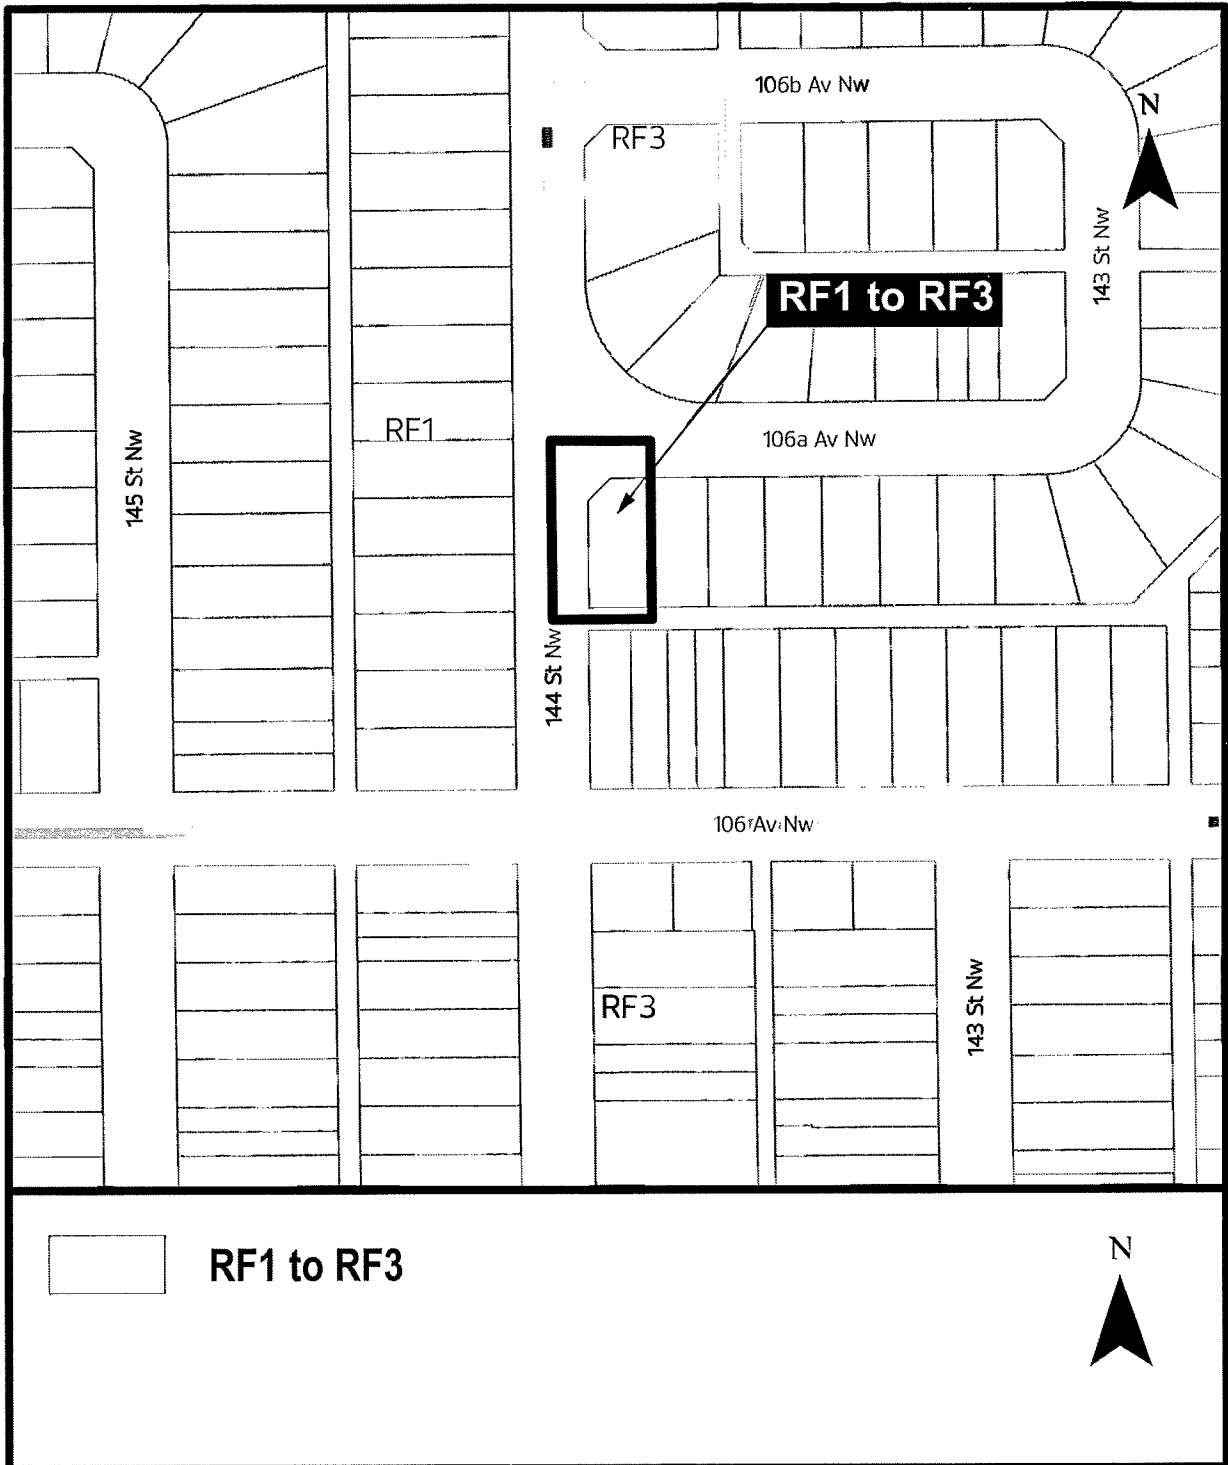 106b Av Nw
N
RF3
143 St Nw
RF1 to RF3
RF1
106a Av Nw
145 St Nw
144 St Nw
106 Av Nw
RF3
143 St Nw
RF1 to RF3
N